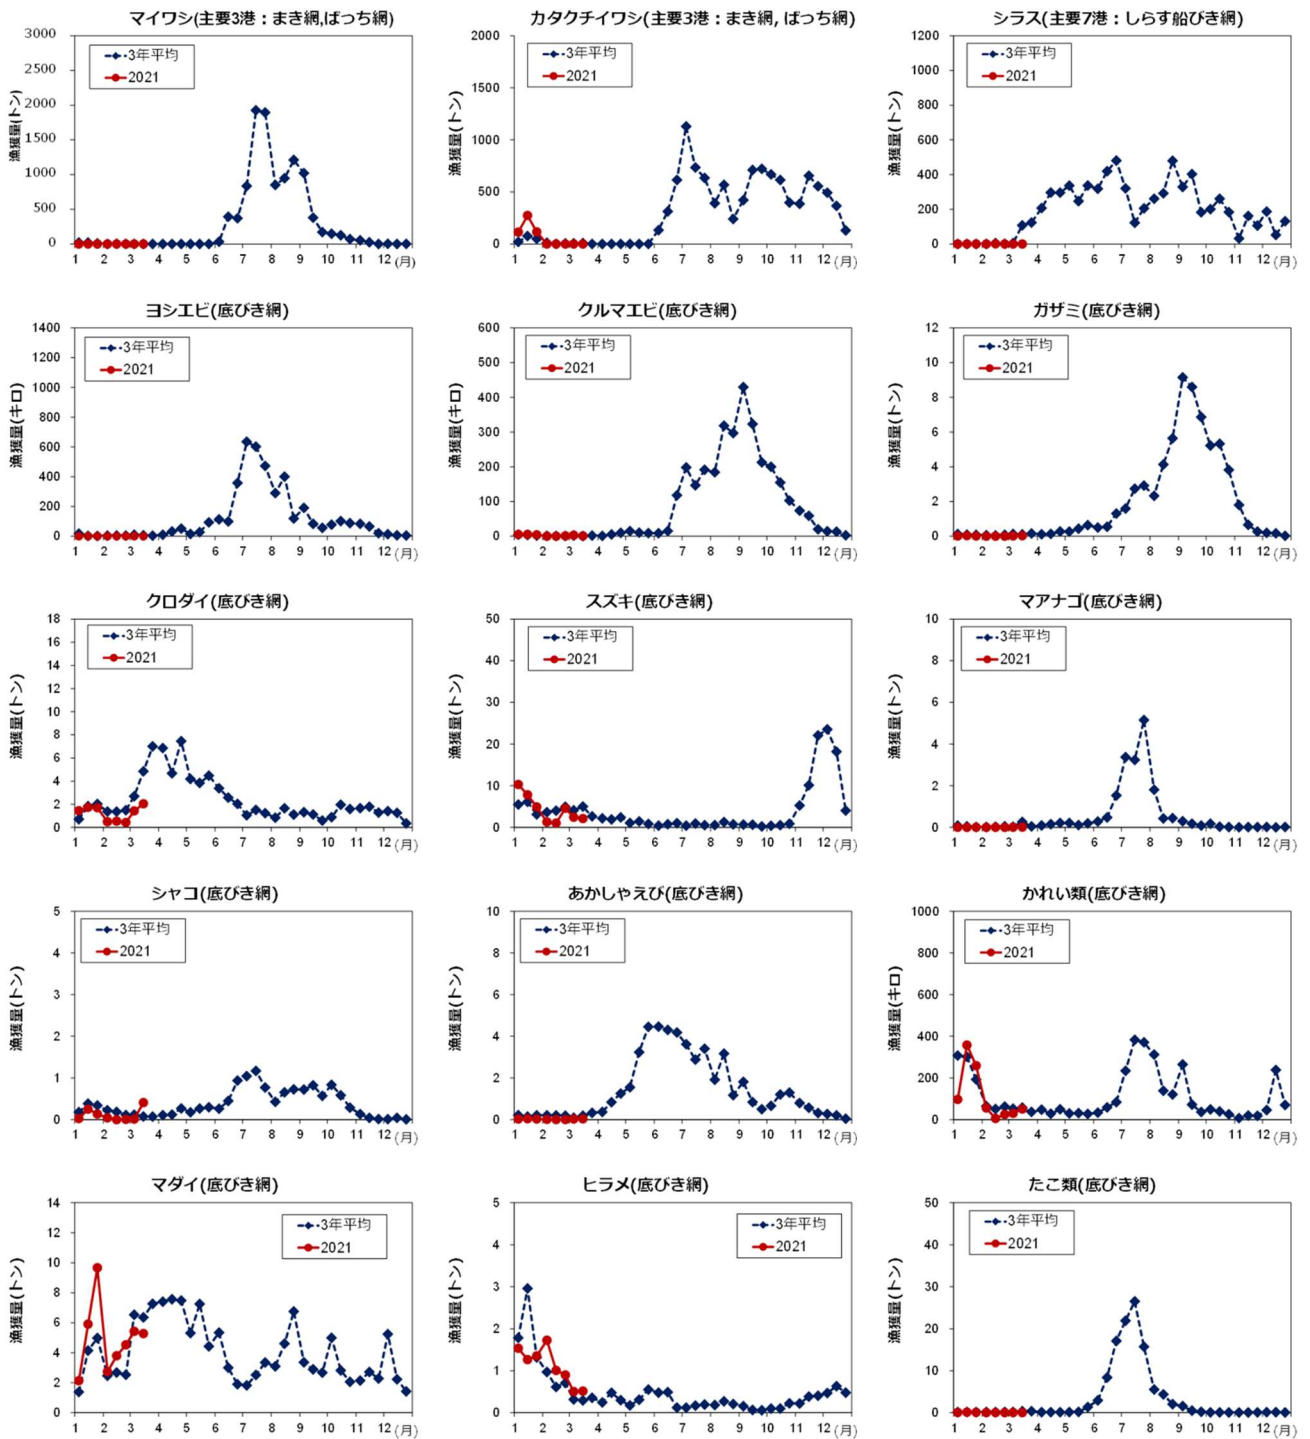 マイワシ(主要3港：まき網,ばっち網)
漁獲量(トン)
3000
2500
2000
1500
1000
500
0
3年平均
2021
1 2 3 4 5 6 7 8 9 10 11 12 (月)
カタクチイワシ(主要3港：まき網, ばっち網)
漁獲量(トン)
2000
1500
1000
500
0
3年平均
2021
1 2 3 4 5 6 7 8 9 10 11 12 (月)
シラス(主要7港：しらす船びき網)
漁獲量(トン)
1200
1000
800
600
400
200
0
3年平均
2021
1 2 3 4 5 6 7 8 9 10 11 12 (月)
ヨシエビ(底びき網)
漁獲量(キロ)
1400
1200
1000
800
600
400
200
0
3年平均
2021
1 2 3 4 5 6 7 8 9 10 11 12 (月)
クルマエビ(底びき網)
漁獲量(キロ)
600
500
400
300
200
100
0
3年平均
2021
1 2 3 4 5 6 7 8 9 10 11 12 (月)
ガザミ(底びき網)
漁獲量(トン)
12
10
8
6
4
2
0
3年平均
2021
1 2 3 4 5 6 7 8 9 10 11 12 (月)
クロダイ(底びき網)
漁獲量(トン)
18
16
14
12
10
8
6
4
2
0
3年平均
2021
1 2 3 4 5 6 7 8 9 10 11 12 (月)
スズキ(底びき網)
漁獲量(トン)
50
40
30
20
10
0
3年平均
2021
1 2 3 4 5 6 7 8 9 10 11 12 (月)
マアナゴ(底びき網)
漁獲量(トン)
10
8
6
4
2
0
3年平均
2021
1 2 3 4 5 6 7 8 9 10 11 12 (月)
シャコ(底びき網)
漁獲量(トン)
5
4
3
2
1
0
3年平均
2021
1 2 3 4 5 6 7 8 9 10 11 12 (月)
あかしゃえび(底びき網)
漁獲量(トン)
10
8
6
4
2
0
3年平均
2021
1 2 3 4 5 6 7 8 9 10 11 12 (月)
かれい類(底びき網)
漁獲量(キロ)
1000
800
600
400
200
0
3年平均
2021
1 2 3 4 5 6 7 8 9 10 11 12 (月)
マダイ(底びき網)
漁獲量(トン)
14
12
10
8
6
4
2
0
3年平均
2021
1 2 3 4 5 6 7 8 9 10 11 12 (月)
ヒラメ(底びき網)
漁獲量(トン)
5
4
3
2
1
0
3年平均
2021
1 2 3 4 5 6 7 8 9 10 11 12 (月)
たこ類(底びき網)
漁獲量(トン)
50
40
30
20
10
0
3年平均
2021
1 2 3 4 5 6 7 8 9 10 11 12 (月)